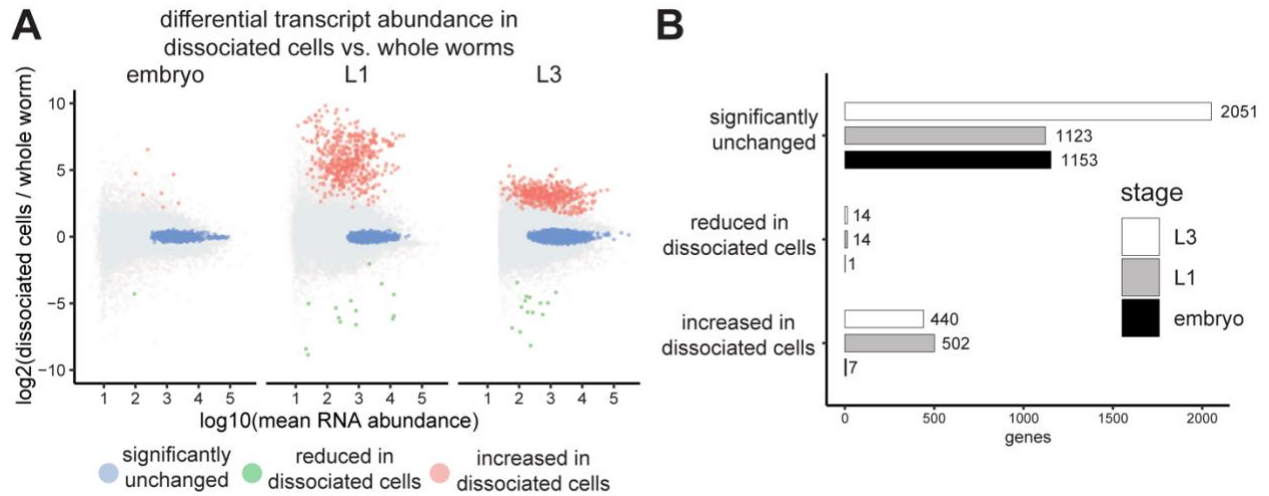 A
differential transcript abundance in
dissociated cells vs. whole worms
embryo
L1
L3
log2(dissociated cells / whole worm)
10
5
0
−5
−10
1 2 3 4 5
1 2 3 4 5
1 2 3 4 5
log10(mean RNA abundance)
significantly
unchanged
reduced in
dissociated cells
increased in
dissociated cells
B
significantly
unchanged
2051
1123
1153
reduced in
dissociated cells
14
14
1
increased in
dissociated cells
440
502
7
0 500 1000 1500 2000
genes
stage
L3
L1
embryo